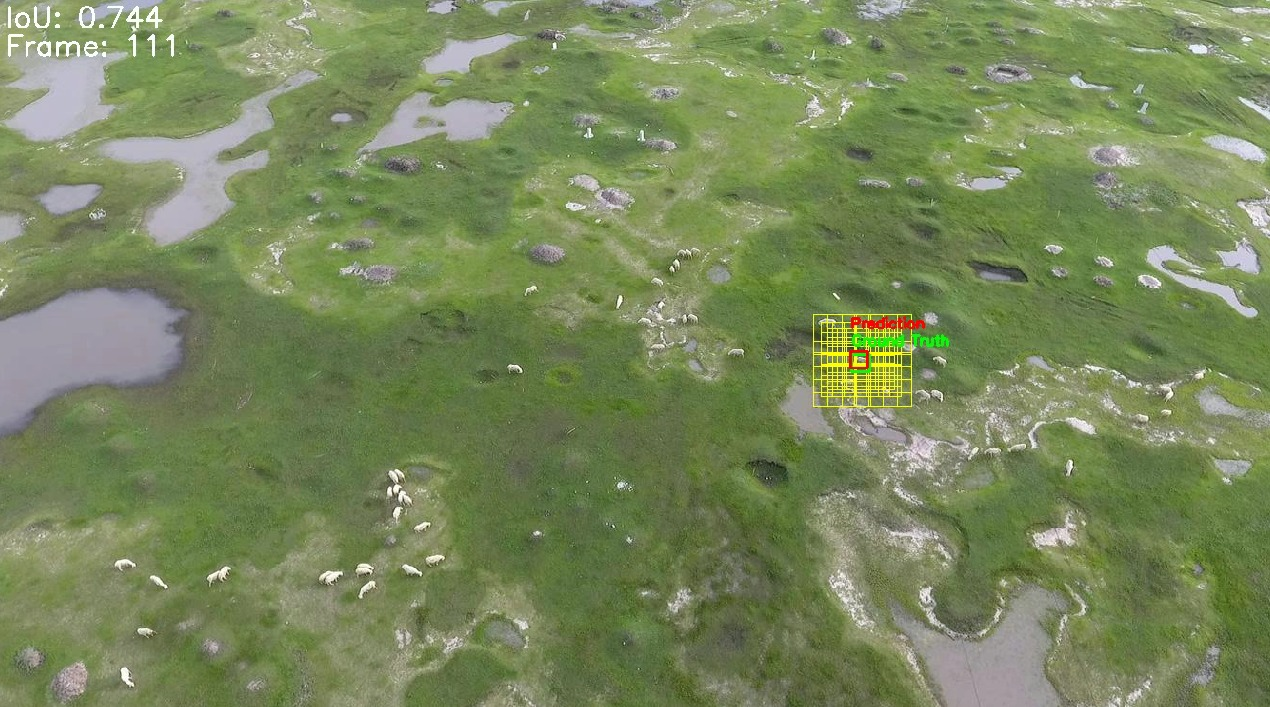 IoU: 0.744
Frame: 111
Prediction
Ground Truth